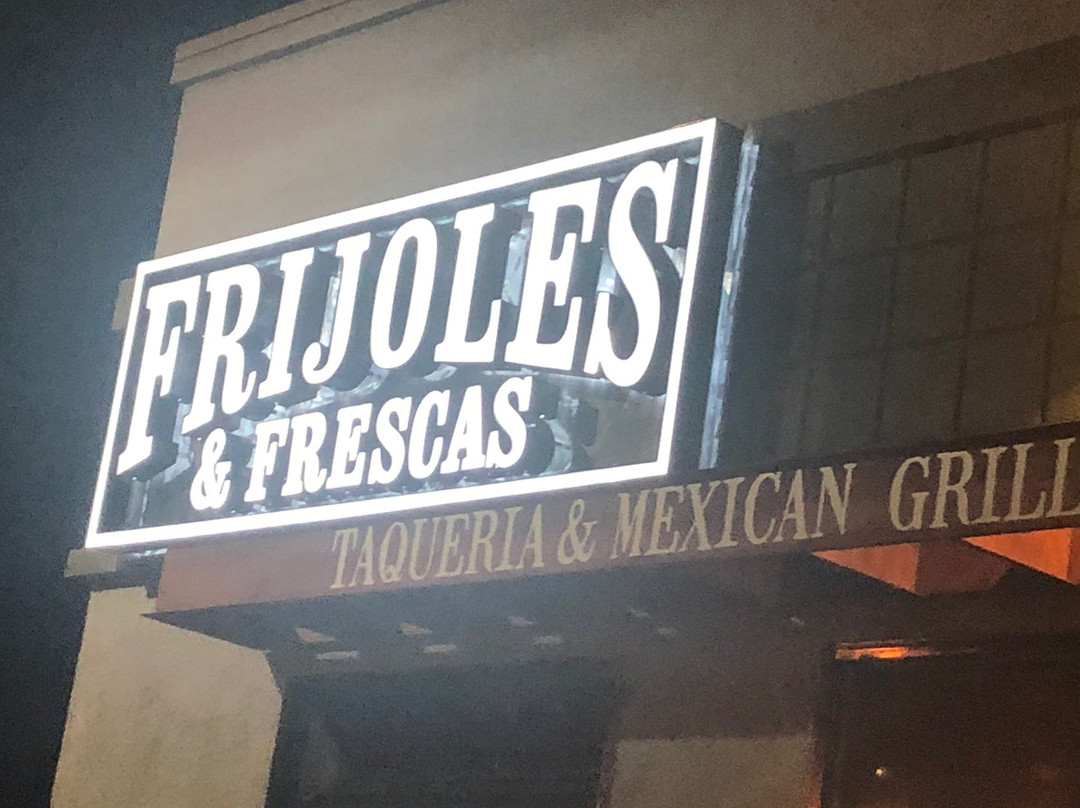 FRIJOLES
& FRESCAS
TAQUERIA & MEXICAN GRILL